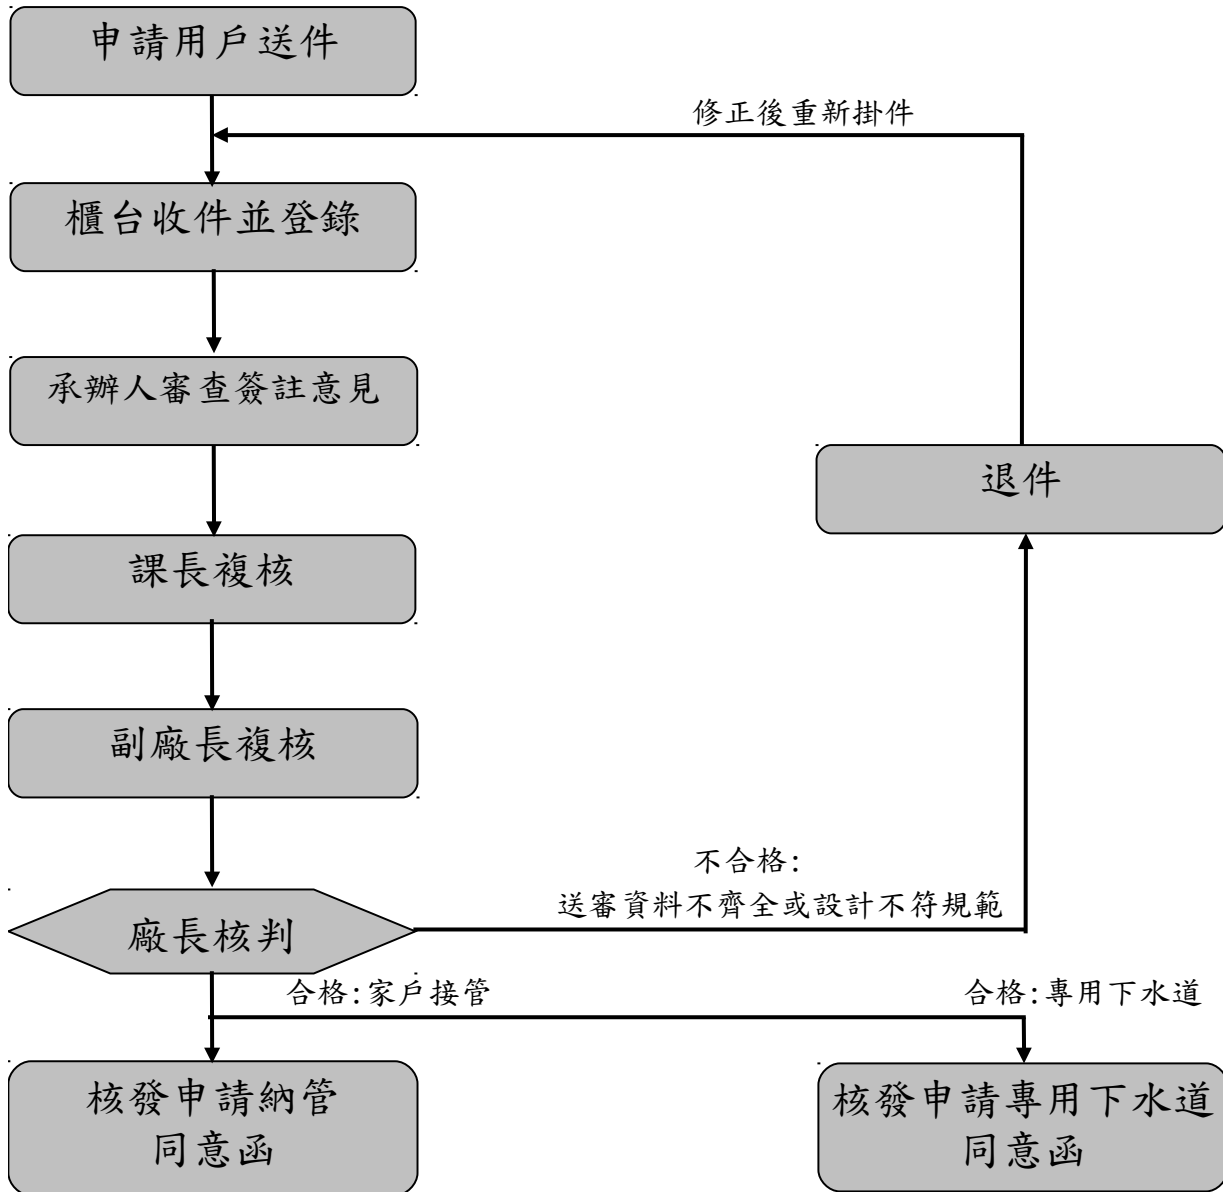 申請用戶送件
修正後重新掛件
櫃台收件並登錄
承辦人審查簽註意見
退件
課長複核
副廠長複核
不合格:
送審資料不齊全或設計不符規範
廠長核判
合格:家戶接管
合格:專用下水道
核發申請納管
同意函
核發申請專用下水道
同意函